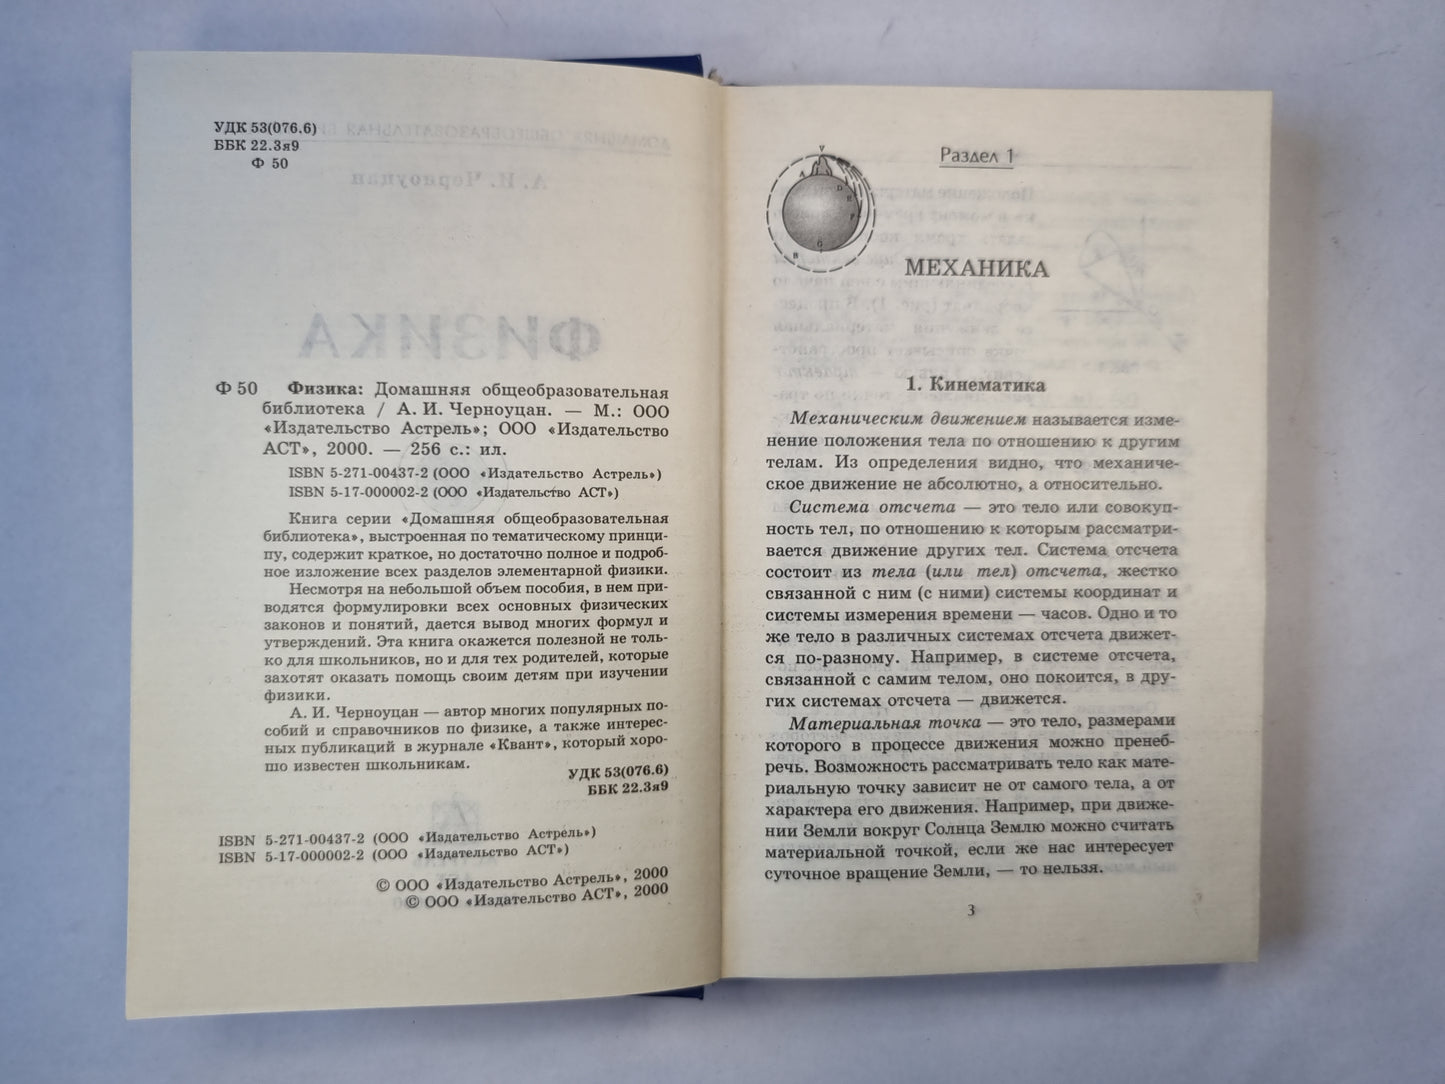 УДК 53(076.6)
ББК 22.3я9
Ф 50
Ф 50 Физика: Домашняя общеобразовательная
библиотека / А. И. Черноуцан. — М.: ООО
«Издательство Астрель»; ООО «Издательство
АСТ», 2000. — 256 с.: ил.
ISBN 5-271-00437-2 (ООО «Издательство Астрель»)
ISBN 5-17-000002-2 (ООО «Издательство АСТ»)
Книга серии «Домашняя общеобразовательная
библиотека», выстроенная по тематическому принци-
пу, содержит краткое, но достаточно полное и подроб-
ное изложение всех разделов элементарной физики.
Несмотря на небольшой объем пособия, в нем при-
водятся формулировки всех основных физических
законов и понятий, дается вывод многих формул и
утверждений. Эта книга окажется полезной не толь-
ко для школьников, но и для тех родителей, которые
захотят оказать помощь своим детям при изучении
физики.
А. И. Черноуцан — автор многих популярных по-
собий и справочников по физике, а также интерес-
ных публикаций в журнале «Квант», который хоро-
шо известен школьникам.
УДК 53(076.6)
ББК 22.3я9
ISBN 5-271-00437-2 (ООО «Издательство Астрель»)
ISBN 5-17-000002-2 (ООО «Издательство АСТ»)
© ООО «Издательство Астрель», 2000
© ООО «Издательство АСТ», 2000
Раздел 1
МЕХАНИКА
1. Кинематика
Механическим движением называется изме-
нение положения тела по отношению к другим
телам. Из определения видно, что механиче-
ское движение не абсолютно, а относительно.
Система отсчета — это тело или совокуп-
ность тел, по отношению к которым рассматри-
вается движение других тел. Система отсчета
состоит из тела (или тел) отсчета, жестко
связанной с ним (с ними) системы координат и
системы измерения времени — часов. Одно и то
же тело в различных системах отсчета движет-
ся по-разному. Например, в системе отсчета,
связанной с самим телом, оно покоится, в дру-
гих системах отсчета — движется.
Материальная точка — это тело, размерами
которого в процессе движения можно пренеб-
речь. Возможность рассматривать тело как мате-
риальную точку зависит не от самого тела, а от
характера его движения. Например, при движе-
нии Земли вокруг Солнца Землю можно считать
материальной точкой, если же нас интересует
суточное вращение Земли, — то нельзя.
3